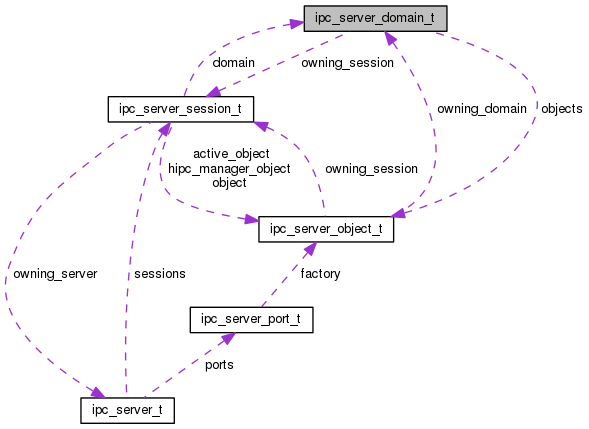 ipc_server_domain_t
domain
owning_session
ipc_server_session_t
owning_domain
objects
active_object
hipc_manager_object
object
owning_session
ipc_server_object_t
owning_server
sessions
factory
ipc_server_port_t
ports
ipc_server_t